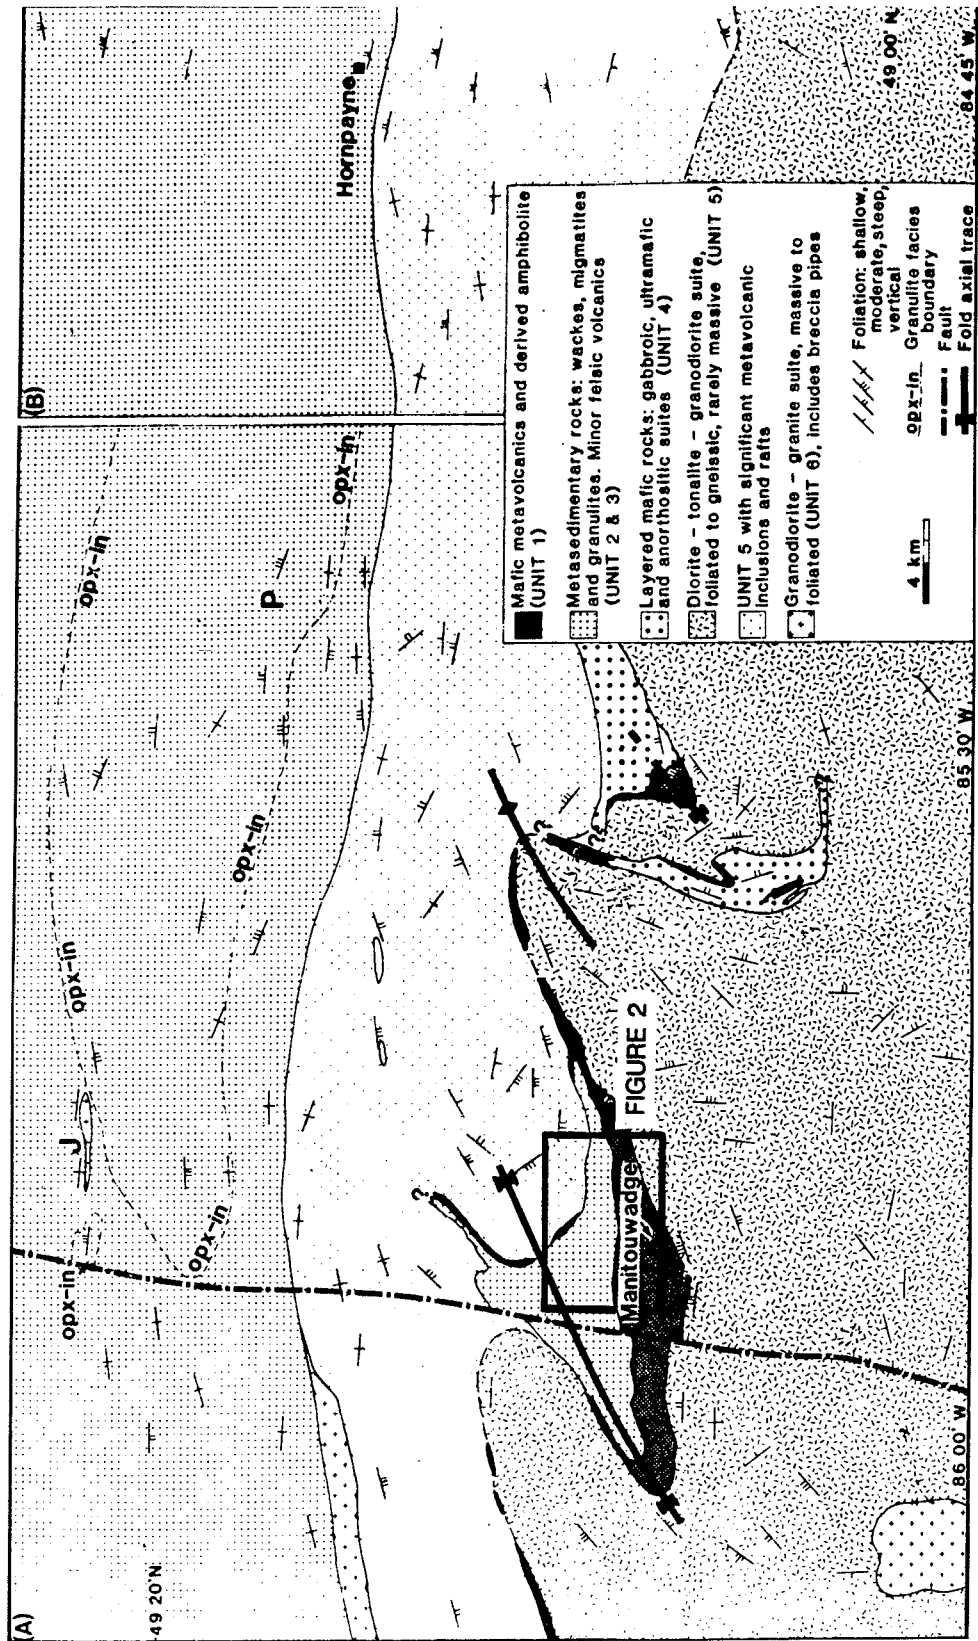 (A)
49 20'N
opx-in
J
opx-in
opx-in
opx-in
opx-in
P
opx-in
?
?
?
Manitouwadge
FIGURE 2
86 00' W
85 30' W
(B)
Hornpayne
49 00' N
84 45' W
Mafic metavolcanics and derived amphibolite
(UNIT 1)
Metasedimentary rocks: wackes, migmatites
and granulites. Minor felsic volcanics
(UNIT 2 & 3)
Layered mafic rocks: gabbroic, ultramafic
and anorthositic suites (UNIT 4)
Diorite - tonalite - granodiorite suite,
foliated to gneissic, rarely massive (UNIT 5)
UNIT 5 with significant metavolcanic
inclusions and rafts
Granodiorite - granite suite, massive to
foliated (UNIT 6), includes breccia pipes
4 km
Foliation: shallow,
moderate, steep,
vertical
opx-in Granulite facies
boundary
Fault
Fold axial trace